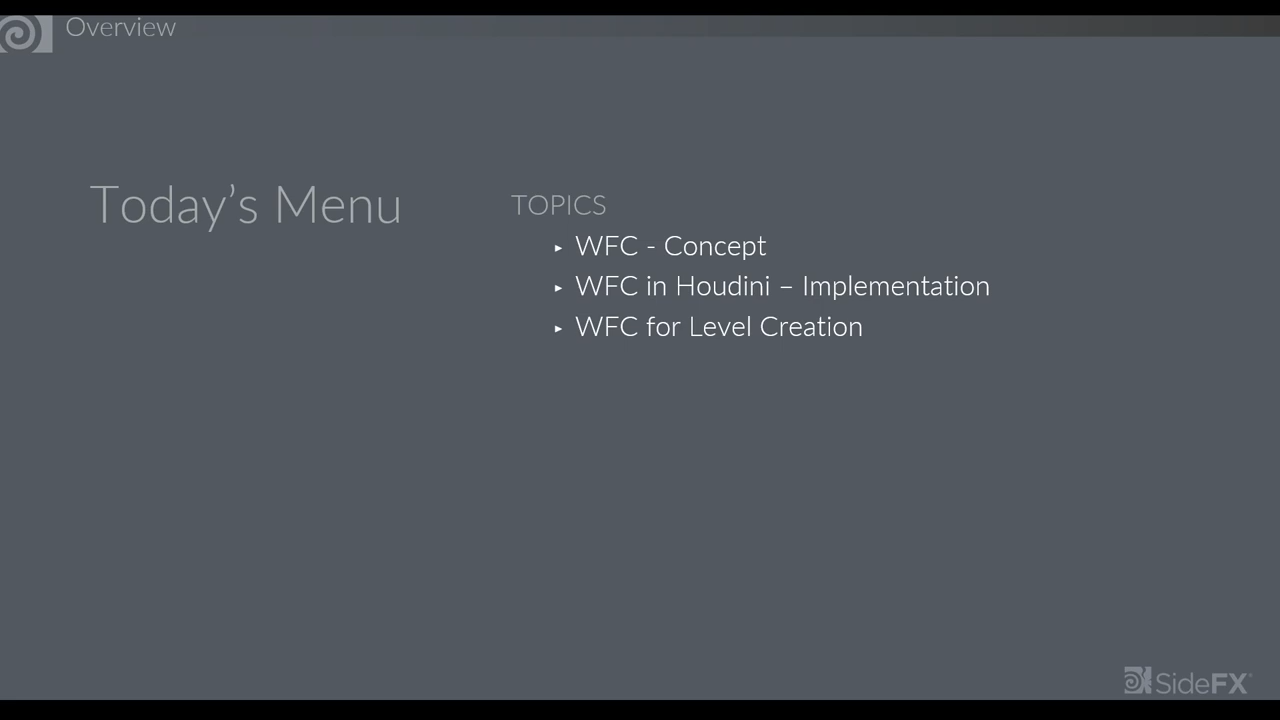 Overview
Today's Menu
TOPICS
▸ WFC - Concept
▸ WFC in Houdini – Implementation
▸ WFC for Level Creation
SideFX®